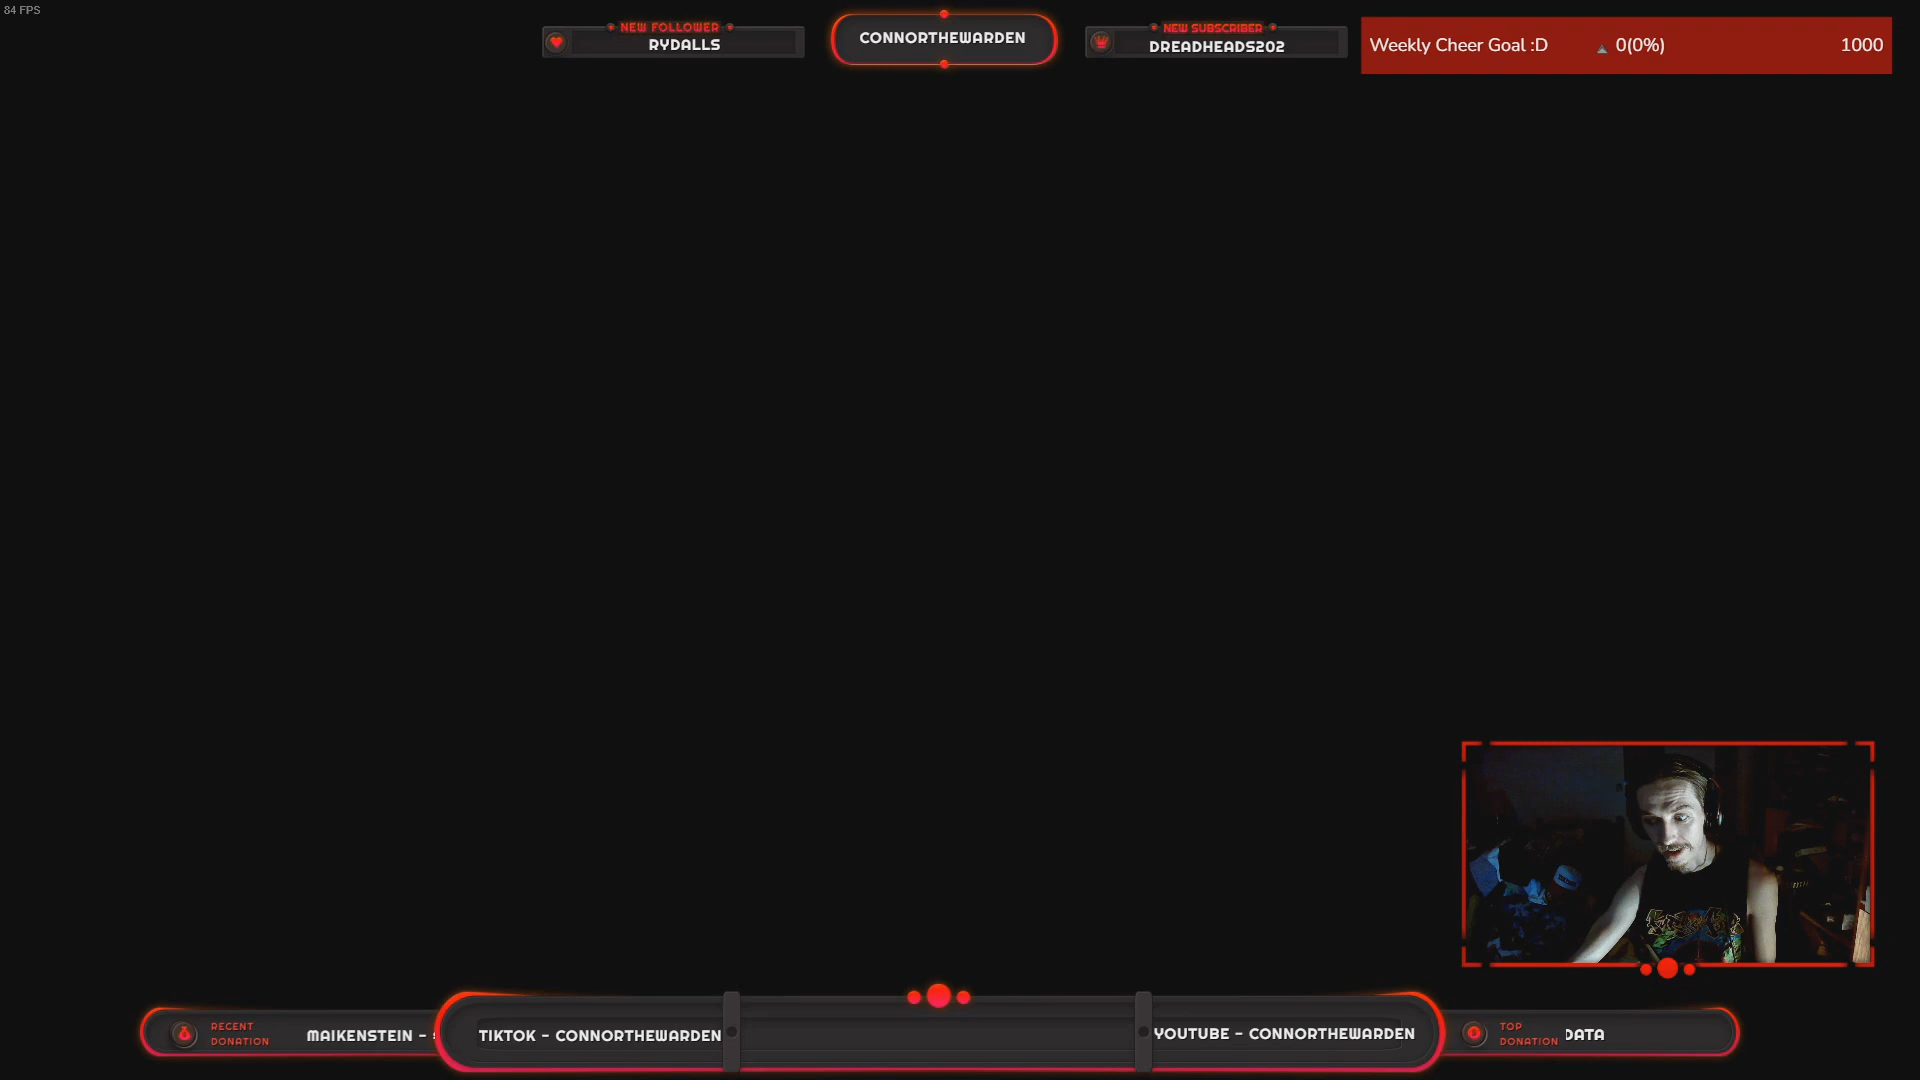 84 FPS
NEW FOLLOWER
RYDALLS
CONNORTHEWARDEN
NEW SUBSCRIBER
DREADHEADS202
Weekly Cheer Goal :D 0(0%) 1000
RECENT
DONATION
MAIKENSTEIN -
TIKTOK - CONNORTHEWARDEN
YOUTUBE - CONNORTHEWARDEN
TOP
DONATION
DATA